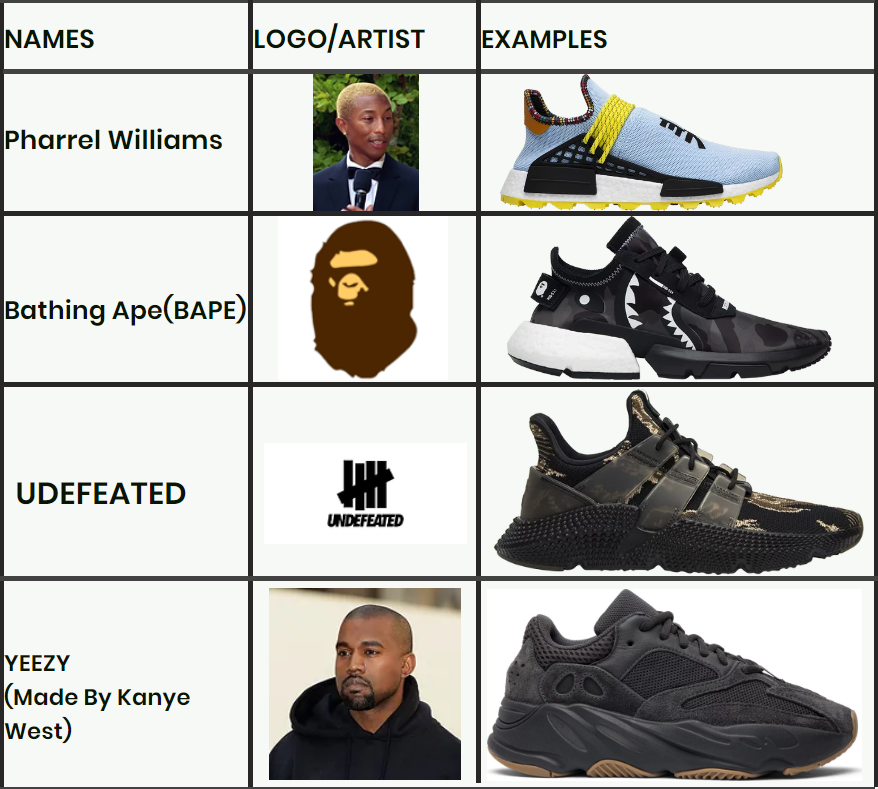 NAMES
LOGO/ARTIST
EXAMPLES
Pharrel Williams
Bathing Ape(BAPE)
UDEFEATED
UNDEFEATED
YEEZY
(Made By Kanye
West)